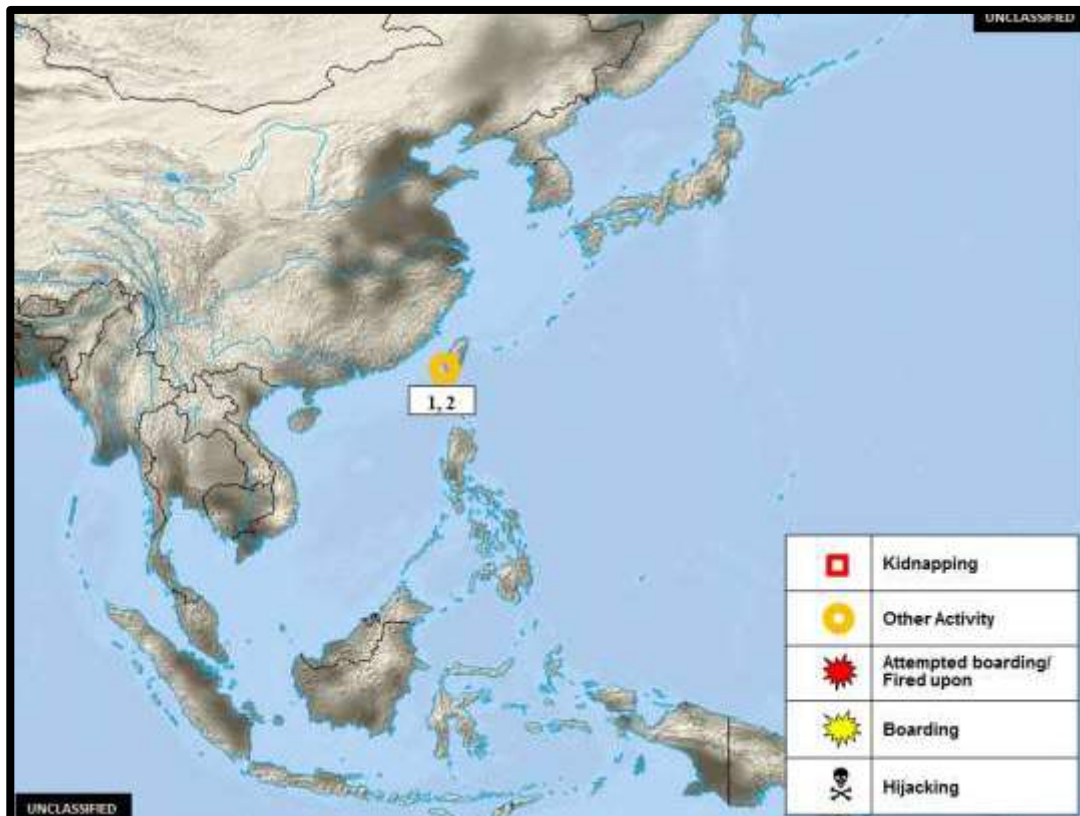 UNCLASSIFIED
1, 2
Kidnapping
Other Activity
Attempted boarding/
Fired upon
Boarding
Hijacking
UNCLASSIFIED